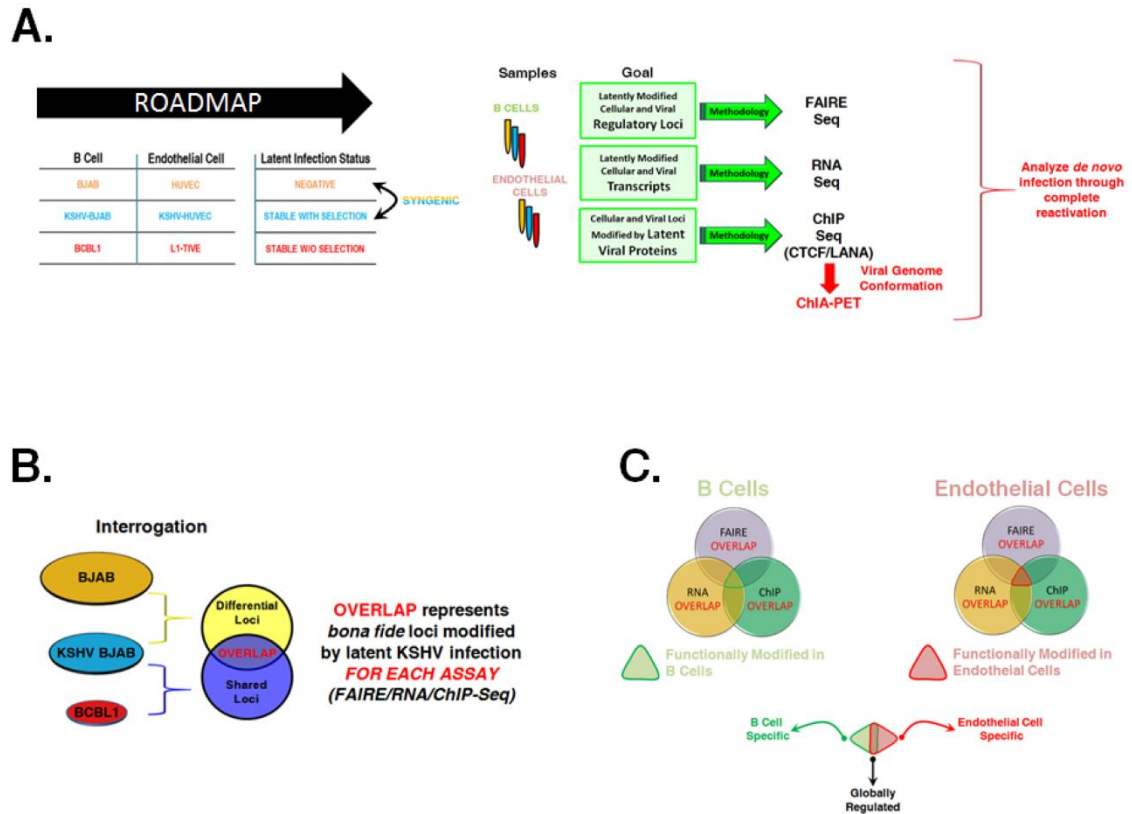 A.
ROADMAP
B Cell Endothelial Cell Latent Infection Status
BJAB HUVEC NEGATIVE
KSHV-BJAB KSHV-HUVEC STABLE WITH SELECTION
BCBL1 L1-TIVE STABLE W/O SELECTION
SYNGENIC
Samples Goal
B CELLS
ENDOTHELIAL
CELLS
Latently Modified
Cellular and Viral
Regulatory Loci
Methodology
FAIRE
Seq
Latently Modified
Cellular and Viral
Transcripts
Methodology
RNA
Seq
Cellular and Viral Loci
Modified by Latent
Viral Proteins
Methodology
ChIP
Seq
(CTCF/LANA)
Viral Genome
Conformation
ChIA-PET
Analyze de novo
infection through
complete
reactivation
B.
Interrogation
BJAB
KSHV BJAB
BCBL1
Differential
Loci
OVERLAP
Shared
Loci
OVERLAP represents
bona fide loci modified
by latent KSHV infection
FOR EACH ASSAY
(FAIRE/RNA/ChIP-Seq)
C.
B Cells
FAIRE
OVERLAP
RNA
OVERLAP
ChIP
OVERLAP
Functionally Modified in
B Cells
Endothelial Cells
FAIRE
OVERLAP
RNA
OVERLAP
ChIP
OVERLAP
Functionally Modified in
Endotheial Cells
B Cell
Specific
Endothelial Cell
Specific
Globally
Regulated